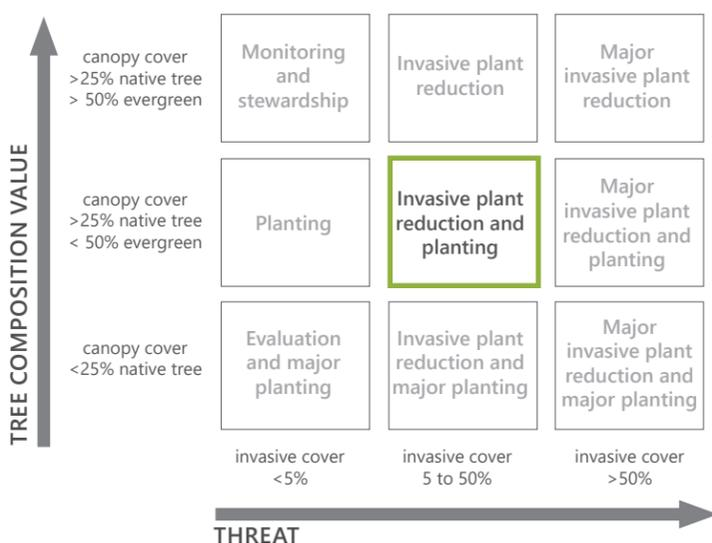 canopy cover
>25% native tree
> 50% evergreen
Monitoring
and
stewardship
Invasive plant
reduction
Major
invasive plant
reduction
TREE COMPOSITION VALUE
canopy cover
>25% native tree
< 50% evergreen
Planting
Invasive plant
reduction and
planting
Major
invasive plant
reduction and
planting
canopy cover
<25% native tree
Evaluation
and major
planting
Invasive plant
reduction and
major planting
Major
invasive plant
reduction and
major planting
invasive cover
<5%
invasive cover
5 to 50%
invasive cover
>50%
THREAT